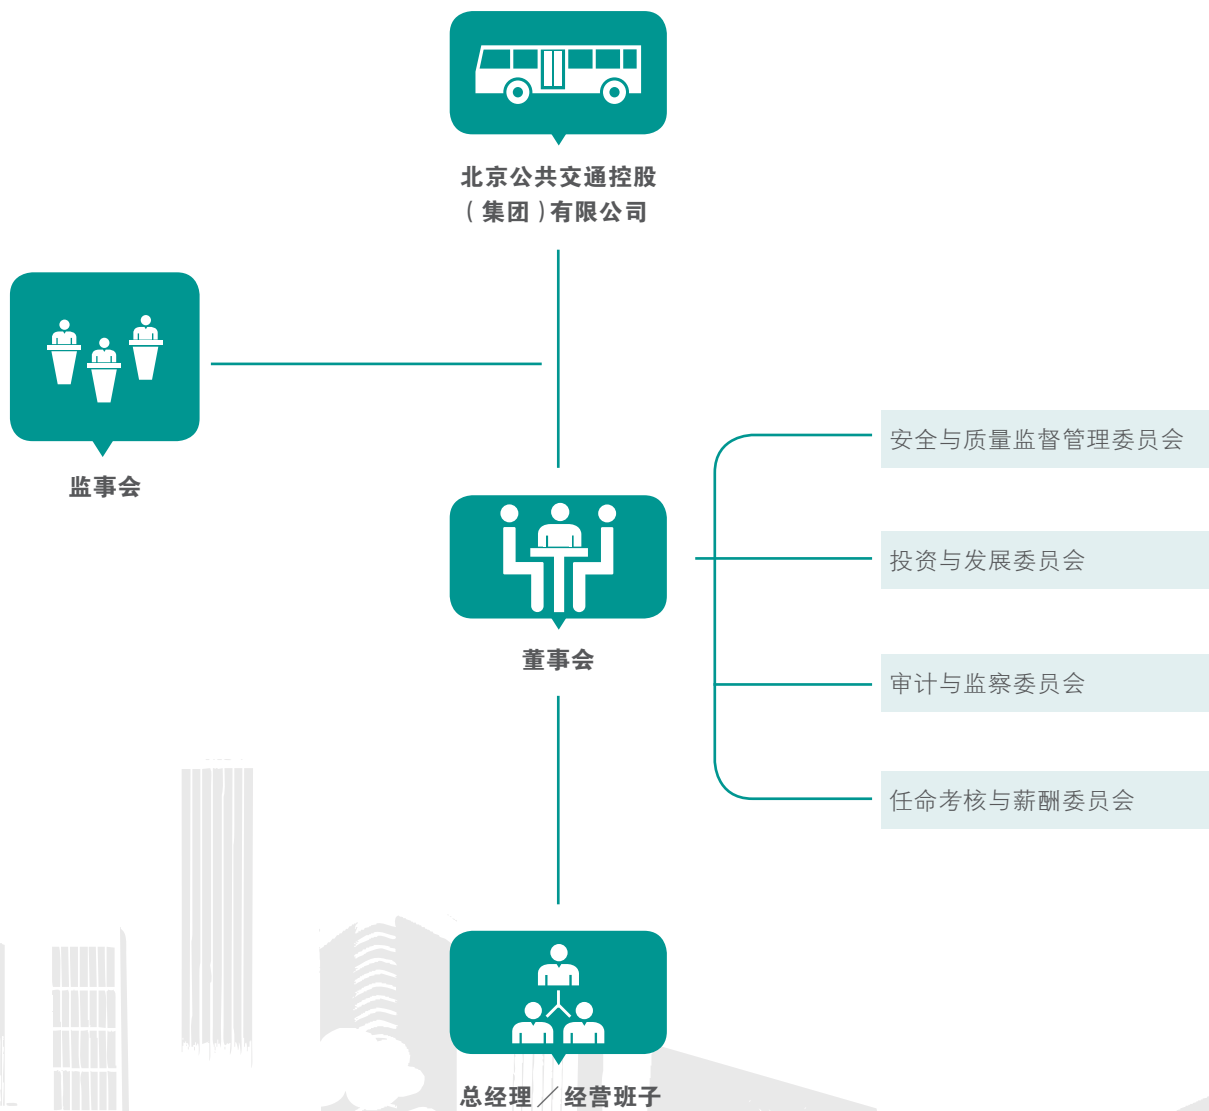 北京公共交通控股
（集团）有限公司
监事会
安全与质量监督管理委员会
投资与发展委员会
董事会
审计与监察委员会
任命考核与薪酬委员会
总经理／经营班子